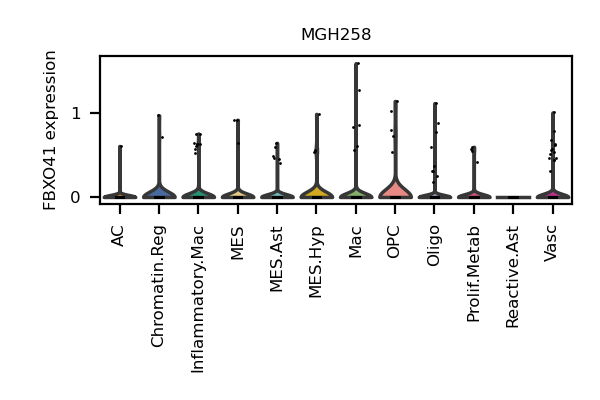 MGH258
FBXO41 expression
1
0
AC
Chromatin.Reg
Inflammatory.Mac
MES
MES.Ast
MES.Hyp
Mac
OPC
Oligo
Prolif.Metab
Reactive.Ast
Vasc